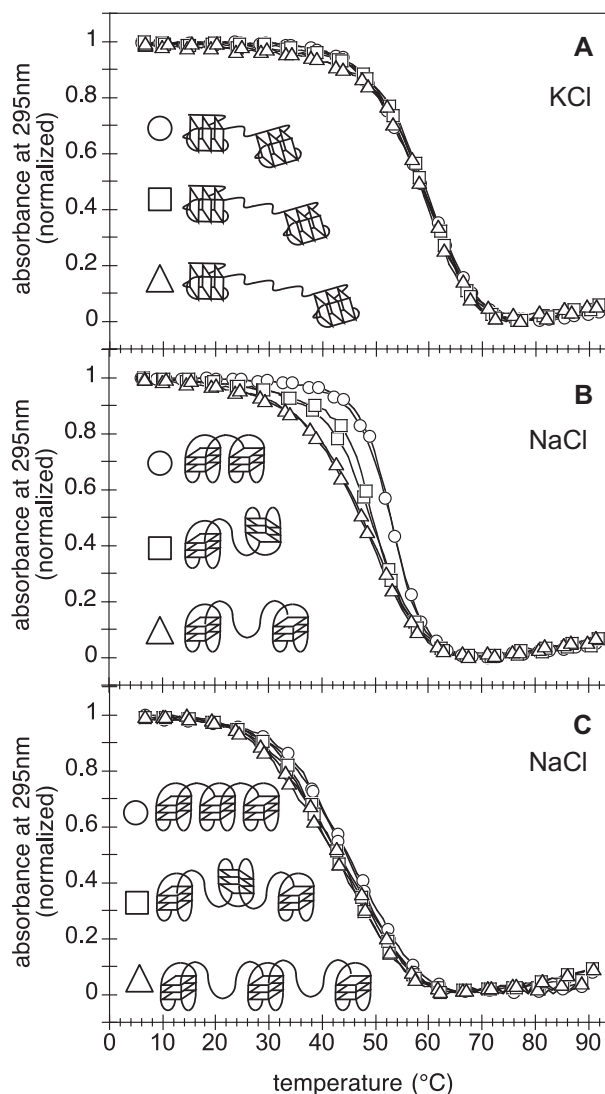 A
KCl
absorbance at 295nm
(normalized)
1
0.8
0.6
0.4
0.2
0
B
NaCl
absorbance at 295nm
(normalized)
1
0.8
0.6
0.4
0.2
0
C
NaCl
absorbance at 295nm
(normalized)
1
0.8
0.6
0.4
0.2
0
0 10 20 30 40 50 60 70 80 90
temperature (°C)